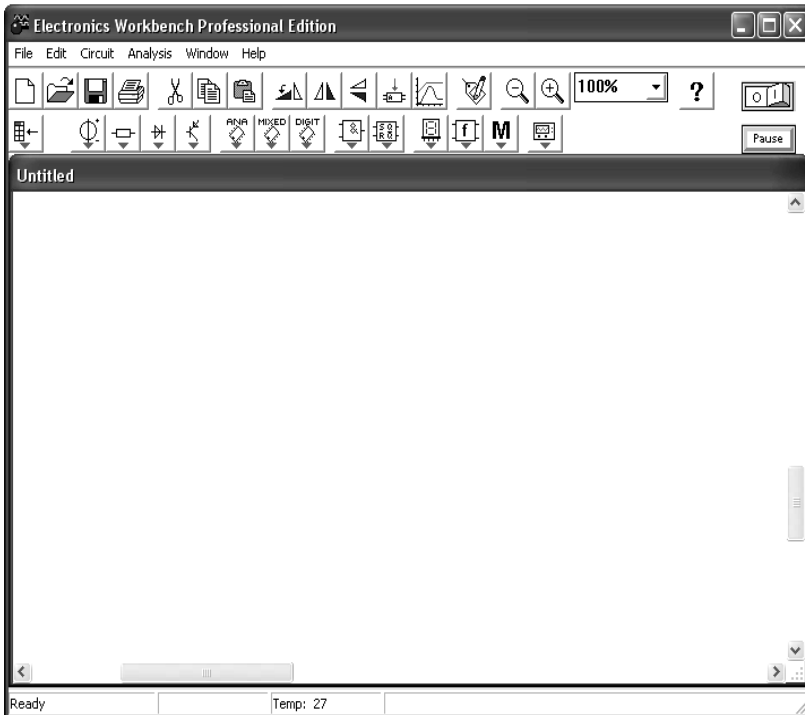 Electronics Workbench Professional Edition
File Edit Circuit Analysis Window Help
100% ?
ANA MIXED DIGIT & f M
Pause
Untitled
Ready Temp: 27